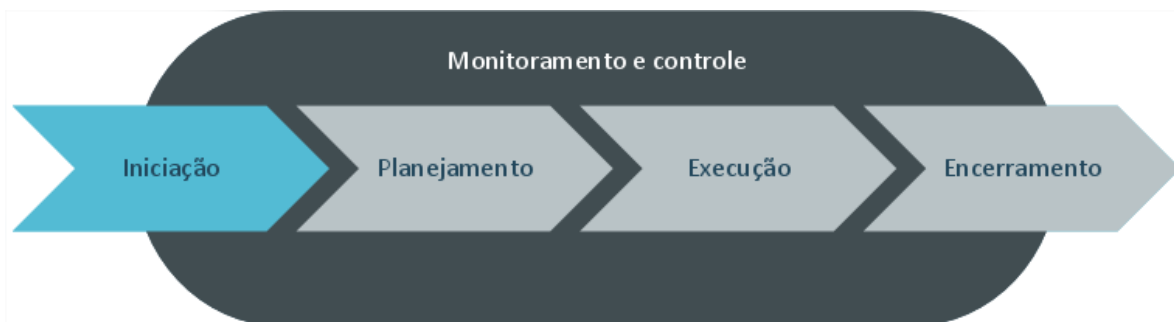 Monitoramento e controle
Iniciação
Planejamento
Execução
Encerramento